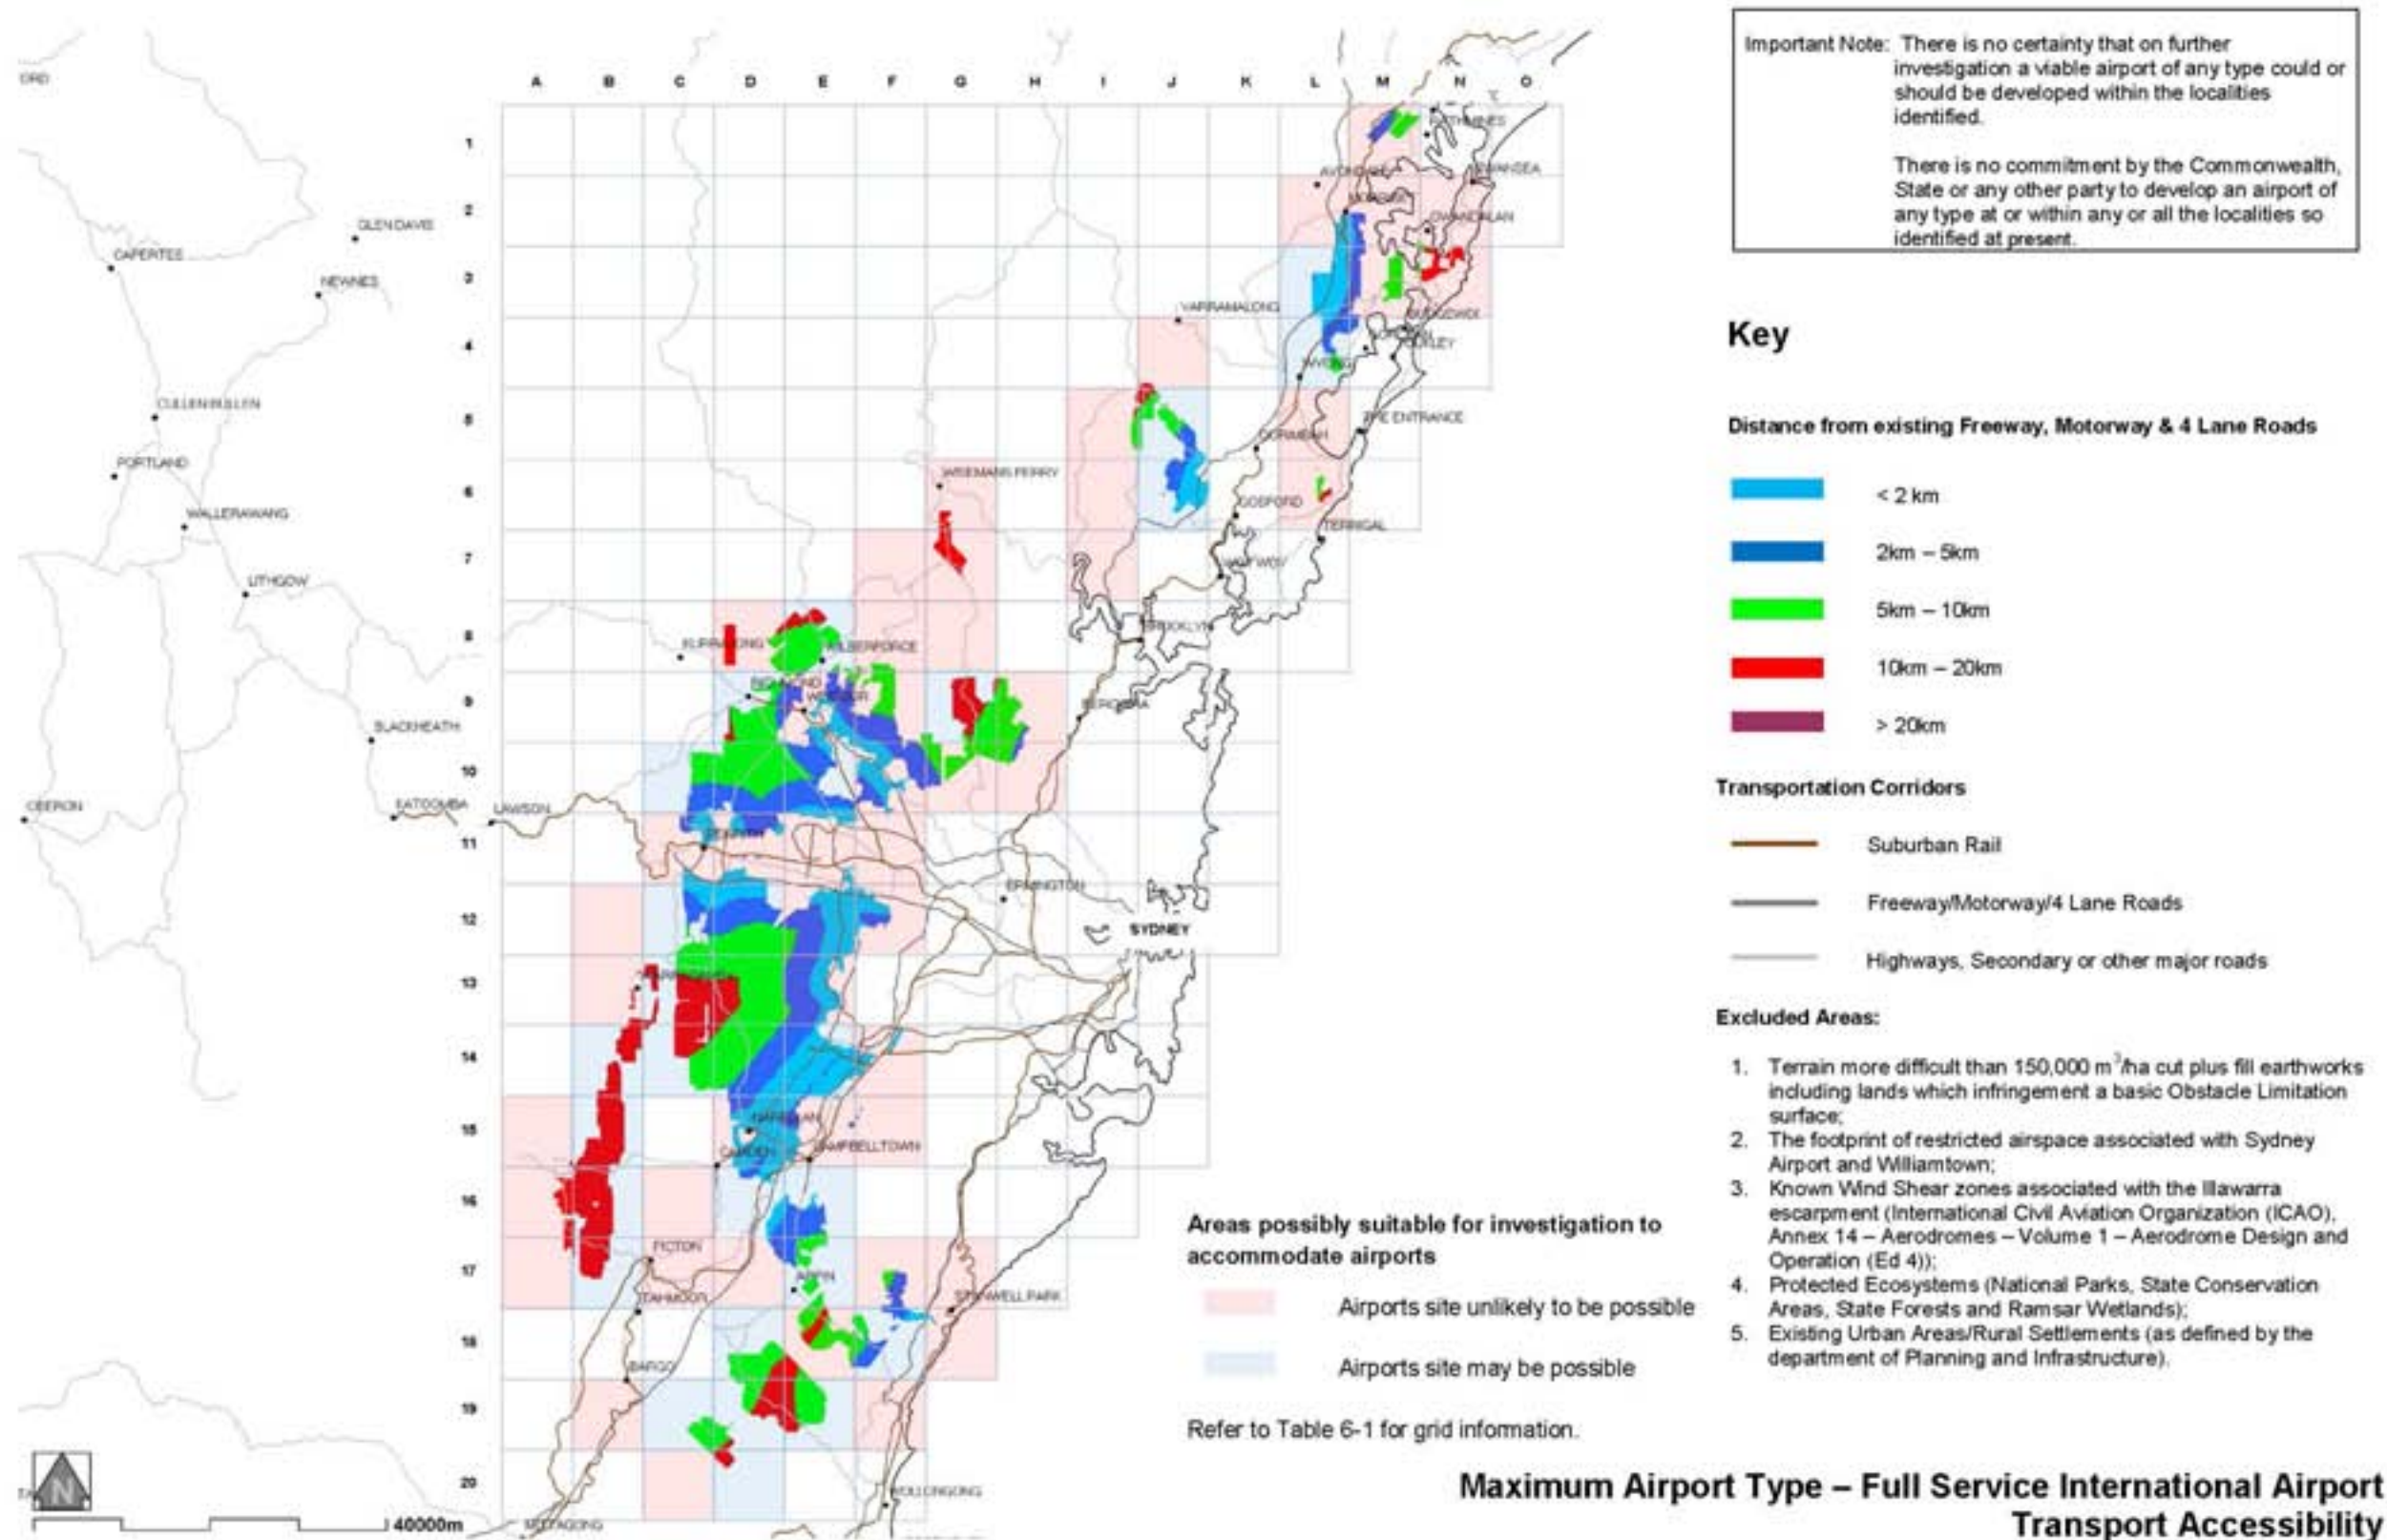 Important Note: There is no certainty that on further
investigation a viable airport of any type could or
should be developed within the localities
identified.
There is no commitment by the Commonwealth,
State or any other party to develop an airport of
any type at or within any or all the localities so
identified at present.
A B C D E F G H I J K L M N O
1
2
3
4
5
6
7
8
9
10
11
12
13
14
15
16
17
18
19
20
GLEN DAVIS
CAPERTEE
NEWNES
CULLEN BULLEN
PORTLAND
WALLERAWANG
LITHGOW
BLACKHEATH
OBERON
KATOOMBA
LAWSON
SWANSEA
GWANDALAN
YARRAMALONG
WYONG
THE ENTRANCE
OURIMBAH
WISEMANS FERRY
GOSFORD
TERRIGAL
WOY WOY
BROOKLYN
KURRAJONG
WILBERFORCE
RICHMOND
WINDSOR
BEROWRA
PENRITH
ERMINGTON
SYDNEY
NARELLAN
CAMDEN
CAMPBELLTOWN
PICTON
APPIN
TAHMOOR
STANWELL PARK
BARGO
WOLLONGONG
MITTAGONG
N
40000m
Key
Distance from existing Freeway, Motorway & 4 Lane Roads
< 2 km
2km – 5km
5km – 10km
10km – 20km
> 20km
Transportation Corridors
Suburban Rail
Freeway/Motorway/4 Lane Roads
Highways, Secondary or other major roads
Excluded Areas:
1. Terrain more difficult than 150,000 m³/ha cut plus fill earthworks
including lands which infringement a basic Obstacle Limitation
surface;
2. The footprint of restricted airspace associated with Sydney
Airport and Williamtown;
3. Known Wind Shear zones associated with the Illawarra
escarpment (International Civil Aviation Organization (ICAO),
Annex 14 – Aerodromes – Volume 1 – Aerodrome Design and
Operation (Ed 4));
4. Protected Ecosystems (National Parks, State Conservation
Areas, State Forests and Ramsar Wetlands);
5. Existing Urban Areas/Rural Settlements (as defined by the
department of Planning and Infrastructure).
Areas possibly suitable for investigation to
accommodate airports
Airports site unlikely to be possible
Airports site may be possible
Refer to Table 6-1 for grid information.
Maximum Airport Type – Full Service International Airport
Transport Accessibility